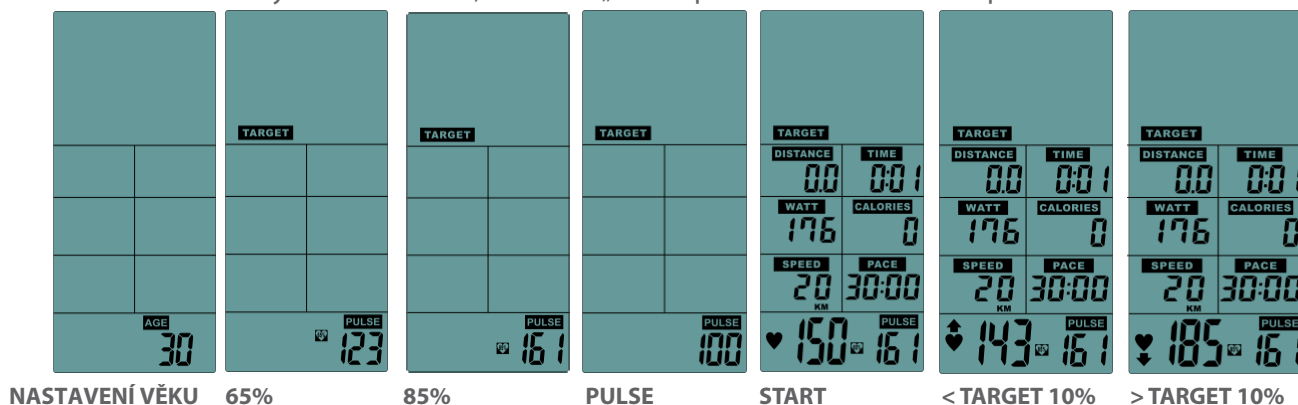 TARGET TARGET TARGET TARGET TARGET TARGET
DISTANCE TIME DISTANCE TIME DISTANCE TIME
0.0 0:01 0.0 0:01 0.0 0:01
WATT CALORIES WATT CALORIES WATT CALORIES
176 0 176 0 176 0
SPEED PACE SPEED PACE SPEED PACE
20 30:00 20 30:00 20 30:00
KM KM KM
AGE PULSE PULSE PULSE PULSE PULSE PULSE
30 123 161 100 150 161 143 161 185 161
NASTAVENÍ VĚKU 65% 85% PULSE START < TARGET 10% > TARGET 10%